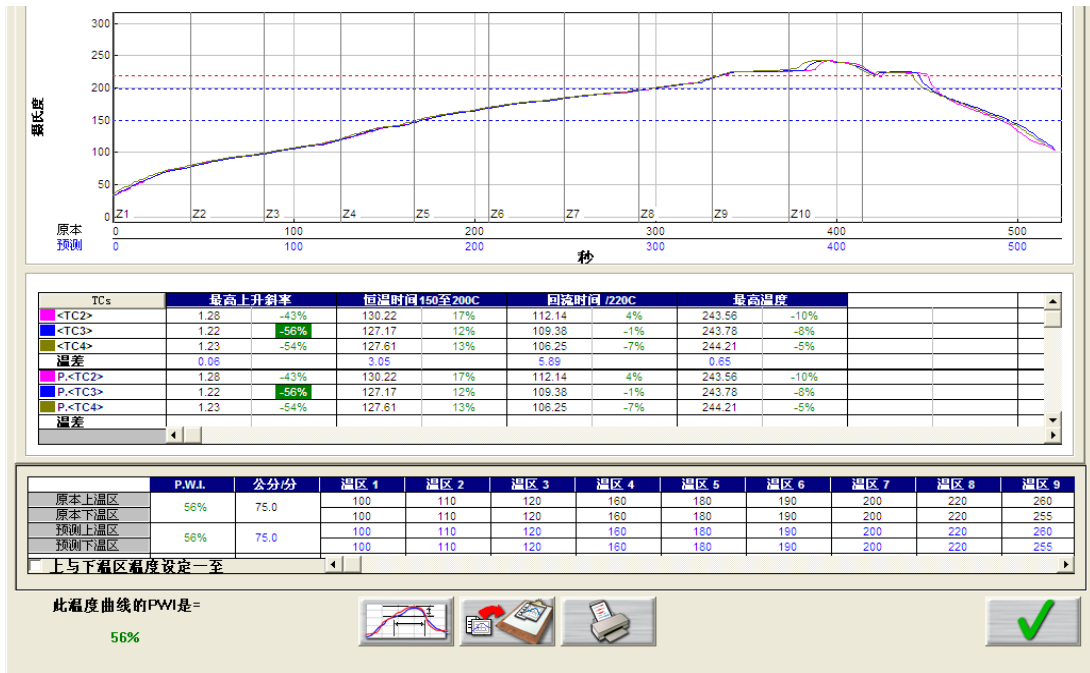 300
250
200
150
100
50
0
摄氏度
Z1 Z2 Z3 Z4 Z5 Z6 Z7 Z8 Z9 Z10
原本 0 100 200 300 400 500
预测 0 100 200 300 400 500
秒
TCs 最高上升斜率 恒温时间150至200C 回流时间 /220C 最高温度
<TC2> 1.28 -43% 130.22 17% 112.14 4% 243.56 -10%
<TC3> 1.22 -56% 127.17 12% 109.38 -1% 243.78 -8%
<TC4> 1.23 -54% 127.61 13% 106.25 -7% 244.21 -5%
温差 0.06 3.05 5.89 0.65
P.<TC2> 1.28 -43% 130.22 17% 112.14 4% 243.56 -10%
P.<TC3> 1.22 -56% 127.17 12% 109.38 -1% 243.78 -8%
P.<TC4> 1.23 -54% 127.61 13% 106.25 -7% 244.21 -5%
温差
P.W.I. 公分/分 温区 1 温区 2 温区 3 温区 4 温区 5 温区 6 温区 7 温区 8 温区 9
原本上温区 56% 75.0 100 110 120 160 180 190 200 220 260
原本下温区 100 110 120 160 180 190 200 220 255
预测上温区 56% 75.0 100 110 120 160 180 190 200 220 260
预测下温区 100 110 120 160 180 190 200 220 255
上与下温区温度设定一至
此温度曲线的PWI是=
56%